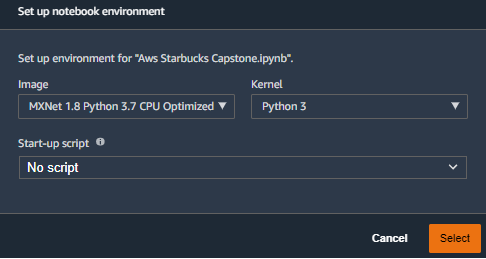 Set up notebook environment
Set up environment for "Aws Starbucks Capstone.ipynb".
Image
Kernel
MXNet 1.8 Python 3.7 CPU Optimized
Python 3
Start-up script
No script
Cancel
Select